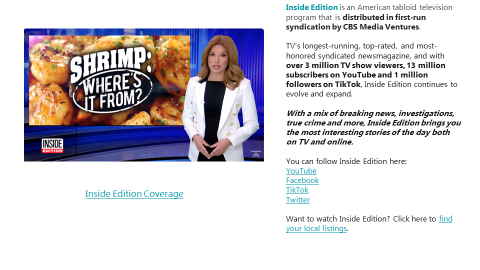 SHRIMP:
WHERE'S
IT FROM?
INSIDE
EDITION
Inside Edition Coverage
Inside Edition is an American tabloid television
program that is distributed in first-run
syndication by CBS Media Ventures.
TV's longest-running, top-rated, and most-
honored syndicated newsmagazine, and with
over 3 million TV show viewers, 13 million
subscribers on YouTube and 1 million
followers on TikTok, Inside Edition continues to
evolve and expand.
With a mix of breaking news, investigations,
true crime and more, Inside Edition brings you
the most interesting stories of the day both
on TV and online.
You can follow Inside Edition here:
YouTube
Facebook
TikTok
Twitter
Want to watch Inside Edition? Click here to find
your local listings.